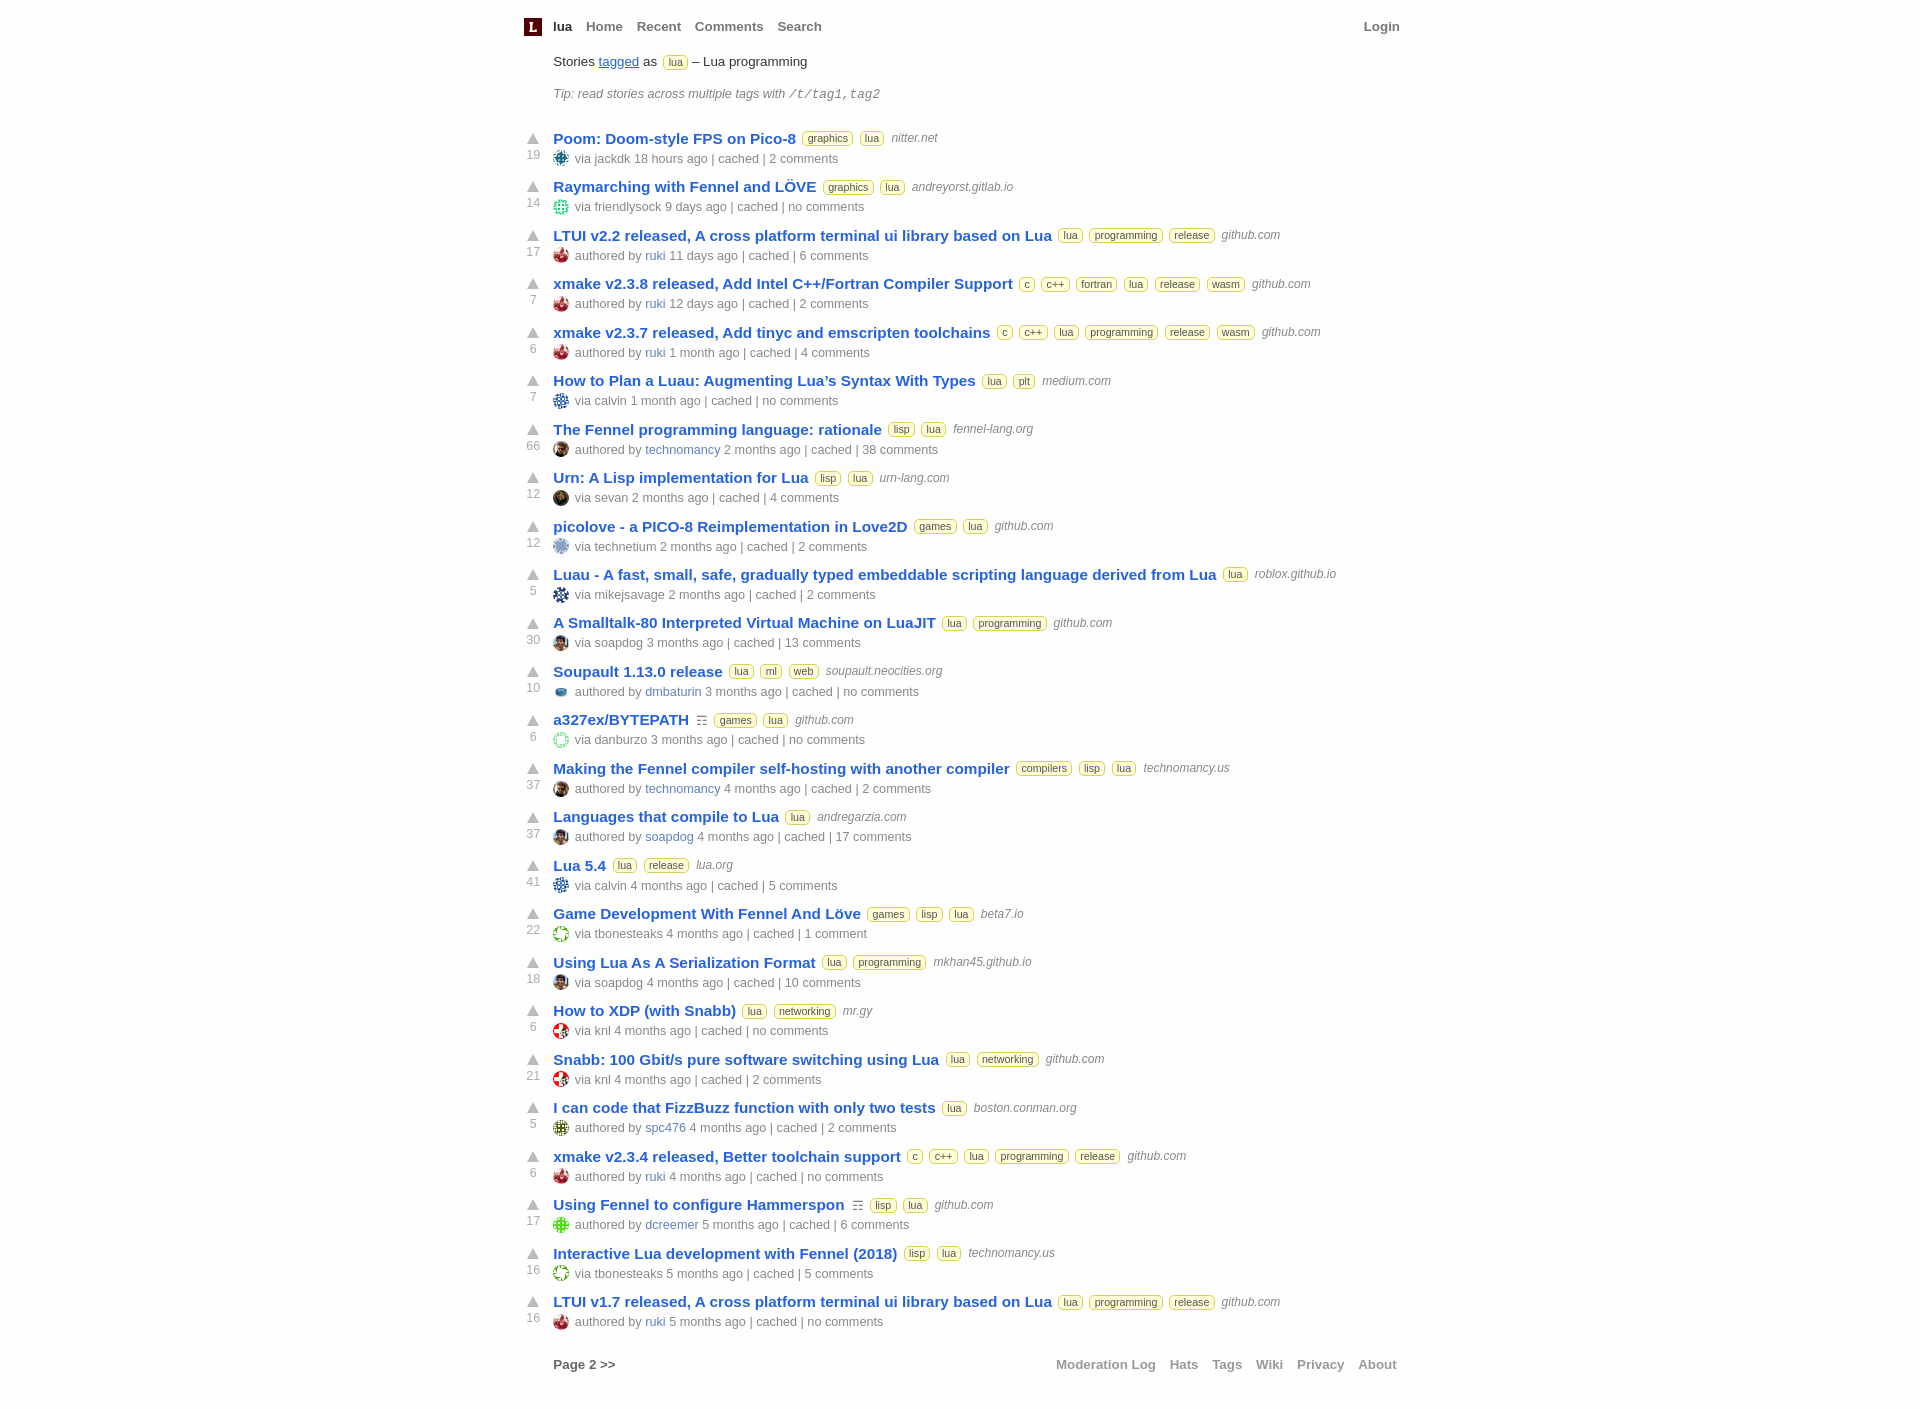 L lua Home Recent Comments Search Login
Stories tagged as lua – Lua programming
Tip: read stories across multiple tags with /t/tag1,tag2
Poom: Doom-style FPS on Pico-8 graphics lua nitter.net
19 via jackdk 18 hours ago | cached | 2 comments
Raymarching with Fennel and LÖVE graphics lua andreyorst.gitlab.io
14 via friendlysock 9 days ago | cached | no comments
LTUI v2.2 released, A cross platform terminal ui library based on Lua lua programming release github.com
17 authored by ruki 11 days ago | cached | 6 comments
xmake v2.3.8 released, Add Intel C++/Fortran Compiler Support c c++ fortran lua release wasm github.com
7 authored by ruki 12 days ago | cached | 2 comments
xmake v2.3.7 released, Add tinyc and emscripten toolchains c c++ lua programming release wasm github.com
6 authored by ruki 1 month ago | cached | 4 comments
How to Plan a Luau: Augmenting Lua’s Syntax With Types lua plt medium.com
7 via calvin 1 month ago | cached | no comments
The Fennel programming language: rationale lisp lua fennel-lang.org
66 authored by technomancy 2 months ago | cached | 38 comments
Urn: A Lisp implementation for Lua lisp lua urn-lang.com
12 via sevan 2 months ago | cached | 4 comments
picolove - a PICO-8 Reimplementation in Love2D games lua github.com
12 via technetium 2 months ago | cached | 2 comments
Luau - A fast, small, safe, gradually typed embeddable scripting language derived from Lua lua roblox.github.io
5 via mikejsavage 2 months ago | cached | 2 comments
A Smalltalk-80 Interpreted Virtual Machine on LuaJIT lua programming github.com
30 via soapdog 3 months ago | cached | 13 comments
Soupault 1.13.0 release lua ml web soupault.neocities.org
10 authored by dmbaturin 3 months ago | cached | no comments
a327ex/BYTEPATH ☶ games lua github.com
6 via danburzo 3 months ago | cached | no comments
Making the Fennel compiler self-hosting with another compiler compilers lisp lua technomancy.us
37 authored by technomancy 4 months ago | cached | 2 comments
Languages that compile to Lua lua andregarzia.com
37 authored by soapdog 4 months ago | cached | 17 comments
Lua 5.4 lua release lua.org
41 via calvin 4 months ago | cached | 5 comments
Game Development With Fennel And Löve games lisp lua beta7.io
22 via tbonesteaks 4 months ago | cached | 1 comment
Using Lua As A Serialization Format lua programming mkhan45.github.io
18 via soapdog 4 months ago | cached | 10 comments
How to XDP (with Snabb) lua networking mr.gy
6 via knl 4 months ago | cached | no comments
Snabb: 100 Gbit/s pure software switching using Lua lua networking github.com
21 via knl 4 months ago | cached | 2 comments
I can code that FizzBuzz function with only two tests lua boston.conman.org
5 authored by spc476 4 months ago | cached | 2 comments
xmake v2.3.4 released, Better toolchain support c c++ lua programming release github.com
6 authored by ruki 4 months ago | cached | no comments
Using Fennel to configure Hammerspon ☶ lisp lua github.com
17 authored by dcreemer 5 months ago | cached | 6 comments
Interactive Lua development with Fennel (2018) lisp lua technomancy.us
16 via tbonesteaks 5 months ago | cached | 5 comments
LTUI v1.7 released, A cross platform terminal ui library based on Lua lua programming release github.com
16 authored by ruki 5 months ago | cached | no comments
Page 2 >> Moderation Log Hats Tags Wiki Privacy About